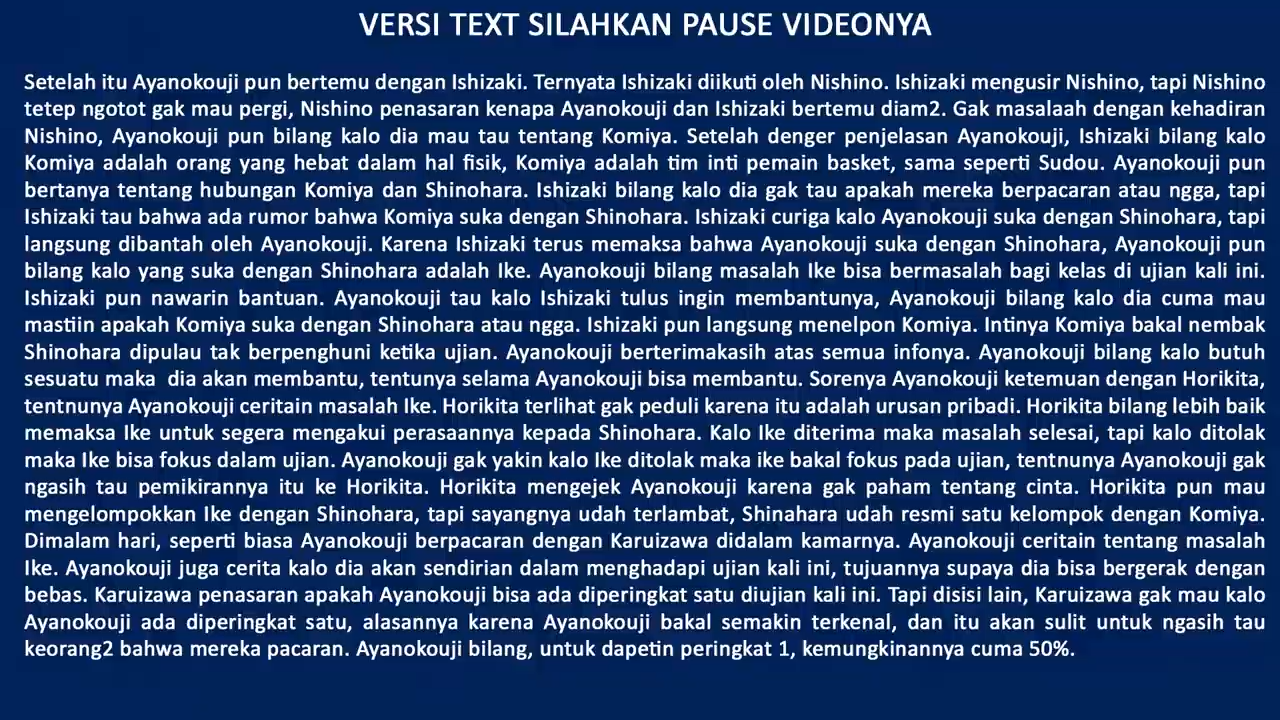 VERSI TEXT SILAHKAN PAUSE VIDEONYA
Setelah itu Ayanokouji pun bertemu dengan Ishizaki. Ternyata Ishizaki diikuti oleh Nishino. Ishizaki mengusir Nishino, tapi Nishino
tetep ngotot gak mau pergi, Nishino penasaran kenapa Ayanokouji dan Ishizaki bertemu diam2. Gak masalaah dengan kehadiran
Nishino, Ayanokouji pun bilang kalo dia mau tau tentang Komiya. Setelah denger penjelasan Ayanokouji, Ishizaki bilang kalo
Komiya adalah orang yang hebat dalam hal fisik, Komiya adalah tim inti pemain basket, sama seperti Sudou. Ayanokouji pun
bertanya tentang hubungan Komiya dan Shinohara. Ishizaki bilang kalo dia gak tau apakah mereka berpacaran atau ngga, tapi
Ishizaki tau bahwa ada rumor bahwa Komiya suka dengan Shinohara. Ishizaki curiga kalo Ayanokouji suka dengan Shinohara, tapi
langsung dibantah oleh Ayanokouji. Karena Ishizaki terus memaksa bahwa Ayanokouji suka dengan Shinohara, Ayanokouji pun
bilang kalo yang suka dengan Shinohara adalah Ike. Ayanokouji bilang masalah Ike bisa bermasalah bagi kelas di ujian kali ini.
Ishizaki pun nawarin bantuan. Ayanokouji tau kalo Ishizaki tulus ingin membantunya, Ayanokouji bilang kalo dia cuma mau
mastiin apakah Komiya suka dengan Shinohara atau ngga. Ishizaki pun langsung menelpon Komiya. Intinya Komiya bakal nembak
Shinohara dipulau tak berpenghuni ketika ujian. Ayanokouji berterimakasih atas semua infonya. Ayanokouji bilang kalo butuh
sesuatu maka  dia akan membantu, tentunya selama Ayanokouji bisa membantu. Sorenya Ayanokouji ketemuan dengan Horikita,
tentnunya Ayanokouji ceritain masalah Ike. Horikita terlihat gak peduli karena itu adalah urusan pribadi. Horikita bilang lebih baik
memaksa Ike untuk segera mengakui perasaannya kepada Shinohara. Kalo Ike diterima maka masalah selesai, tapi kalo ditolak
maka Ike bisa fokus dalam ujian. Ayanokouji gak yakin kalo Ike ditolak maka ike bakal fokus pada ujian, tentnunya Ayanokouji gak
ngasih tau pemikirannya itu ke Horikita. Horikita mengejek Ayanokouji karena gak paham tentang cinta. Horikita pun mau
mengelompokkan Ike dengan Shinohara, tapi sayangnya udah terlambat, Shinahara udah resmi satu kelompok dengan Komiya.
Dimalam hari, seperti biasa Ayanokouji berpacaran dengan Karuizawa didalam kamarnya. Ayanokouji ceritain tentang masalah
Ike. Ayanokouji juga cerita kalo dia akan sendirian dalam menghadapi ujian kali ini, tujuannya supaya dia bisa bergerak dengan
bebas. Karuizawa penasaran apakah Ayanokouji bisa ada diperingkat satu diujian kali ini. Tapi disisi lain, Karuizawa gak mau kalo
Ayanokouji ada diperingkat satu, alasannya karena Ayanokouji bakal semakin terkenal, dan itu akan sulit untuk ngasih tau
keorang2 bahwa mereka pacaran. Ayanokouji bilang, untuk dapetin peringkat 1, kemungkinannya cuma 50%.